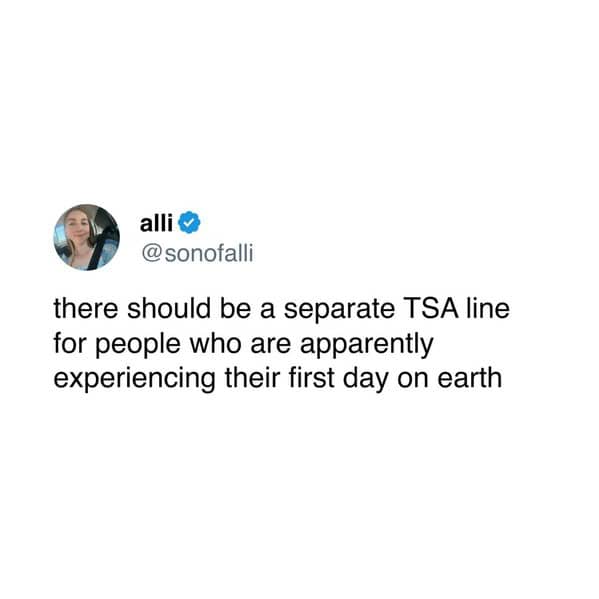 alli
@sonofalli
there should be a separate TSA line
for people who are apparently
experiencing their first day on earth